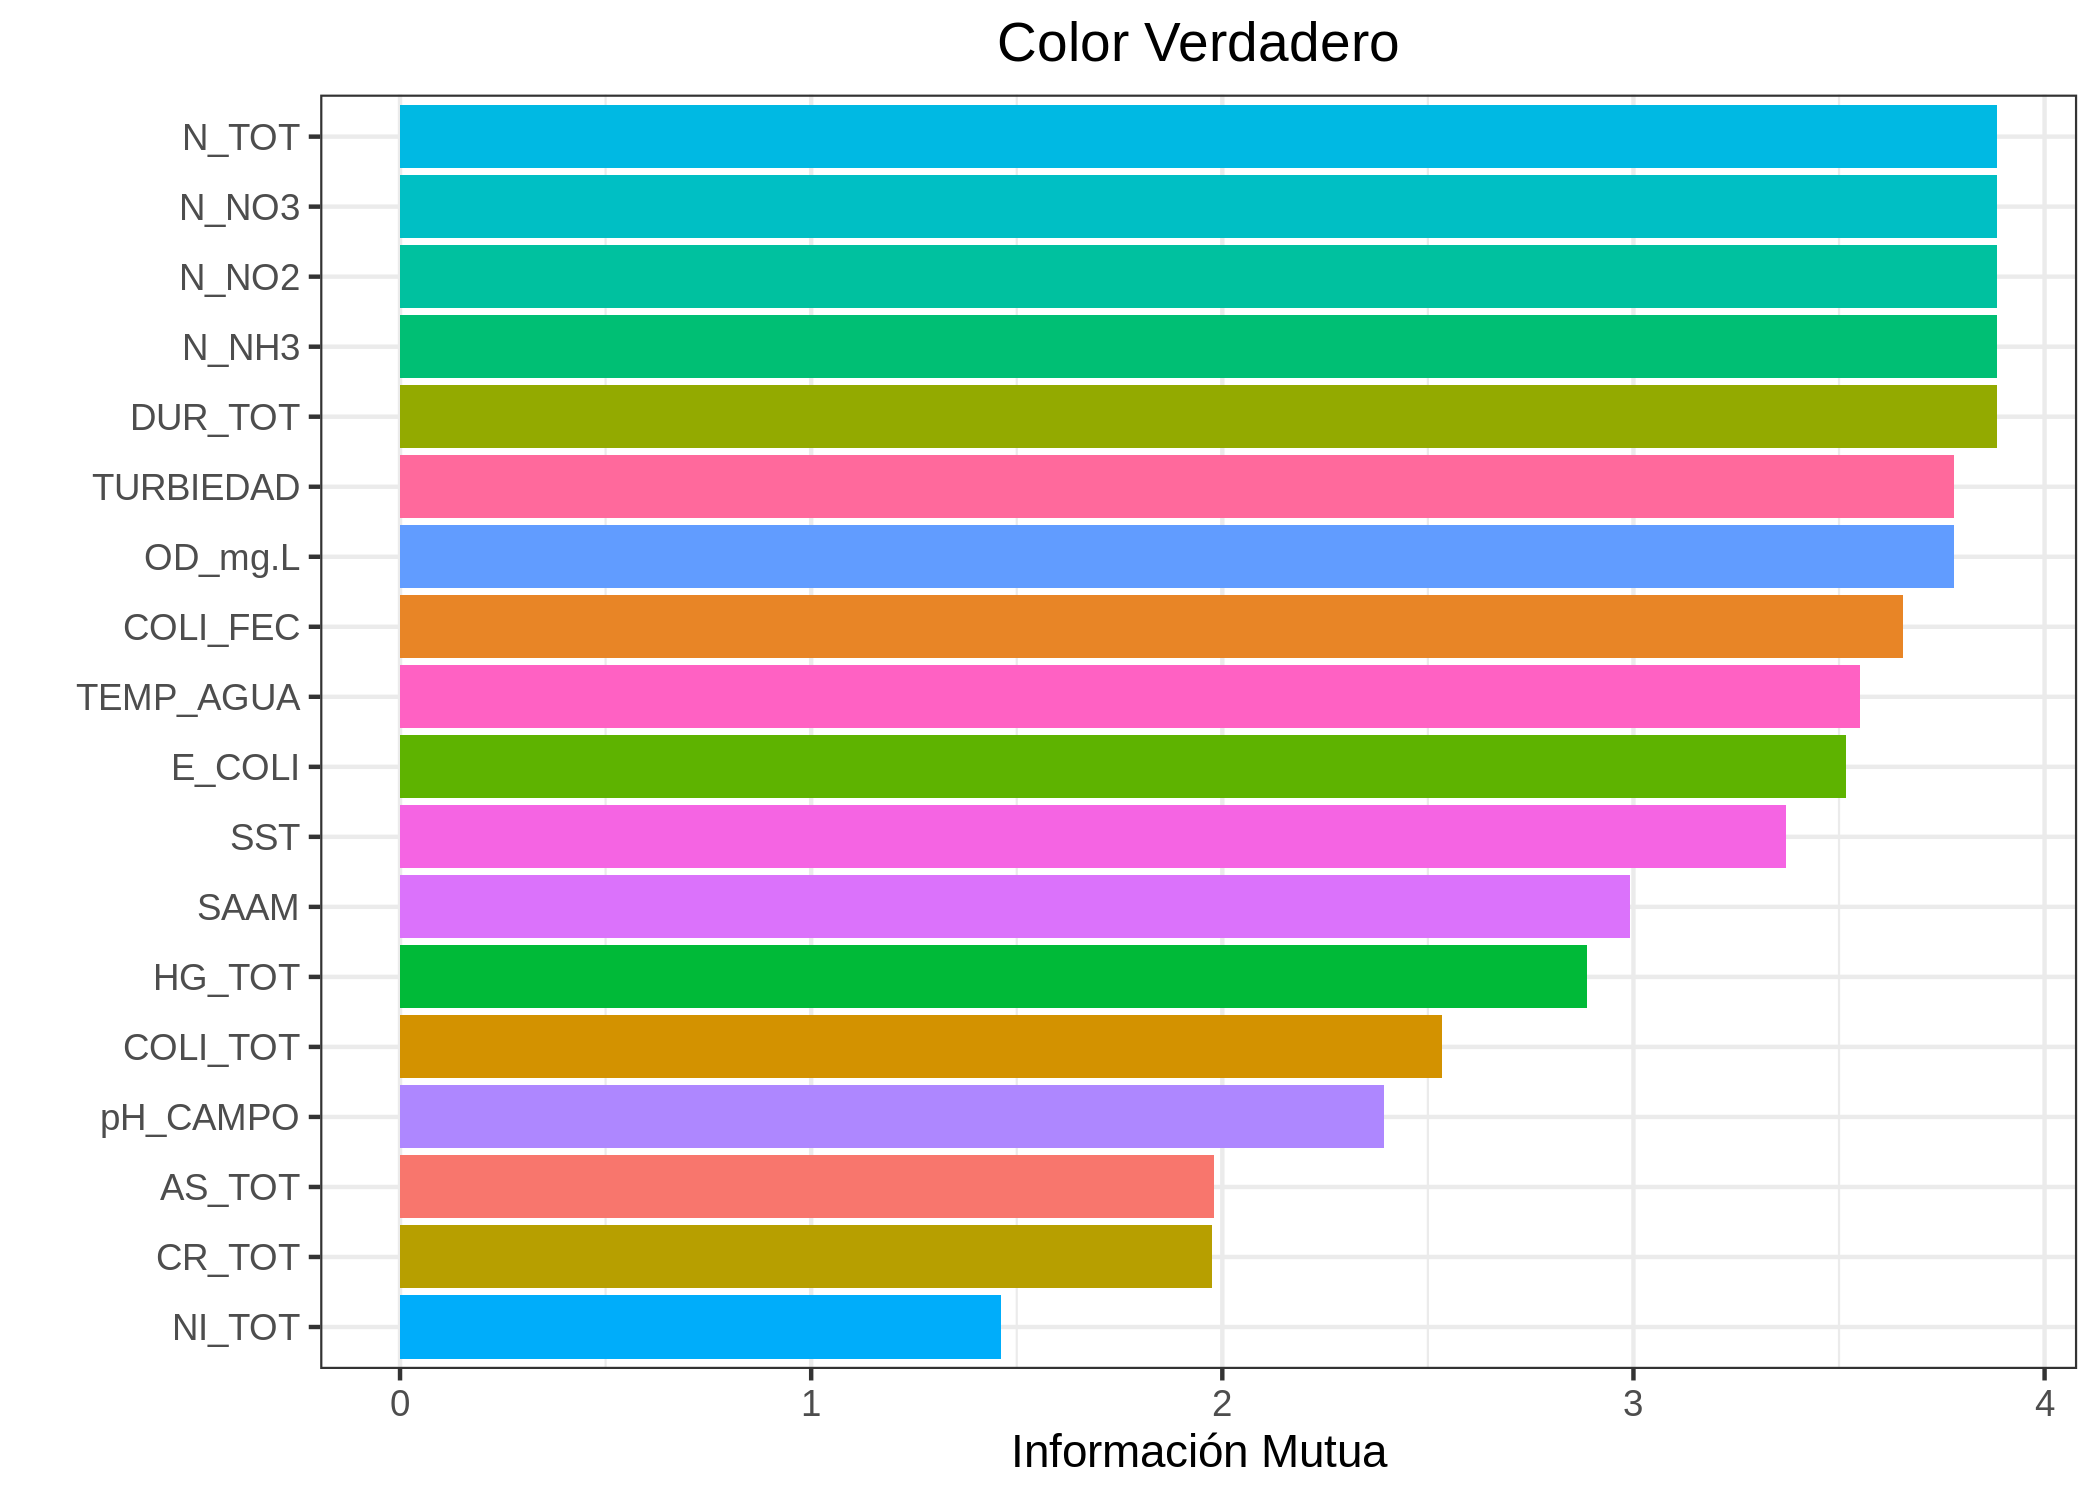 Color Verdadero
N_TOT
N_NO3
N_NO2
N_NH3
DUR_TOT
TURBIEDAD
OD_mg.L
COLI_FEC
TEMP_AGUA
E_COLI
SST
SAAM
HG_TOT
COLI_TOT
pH_CAMPO
AS_TOT
CR_TOT
NI_TOT
0 1 2 3 4
Información Mutua